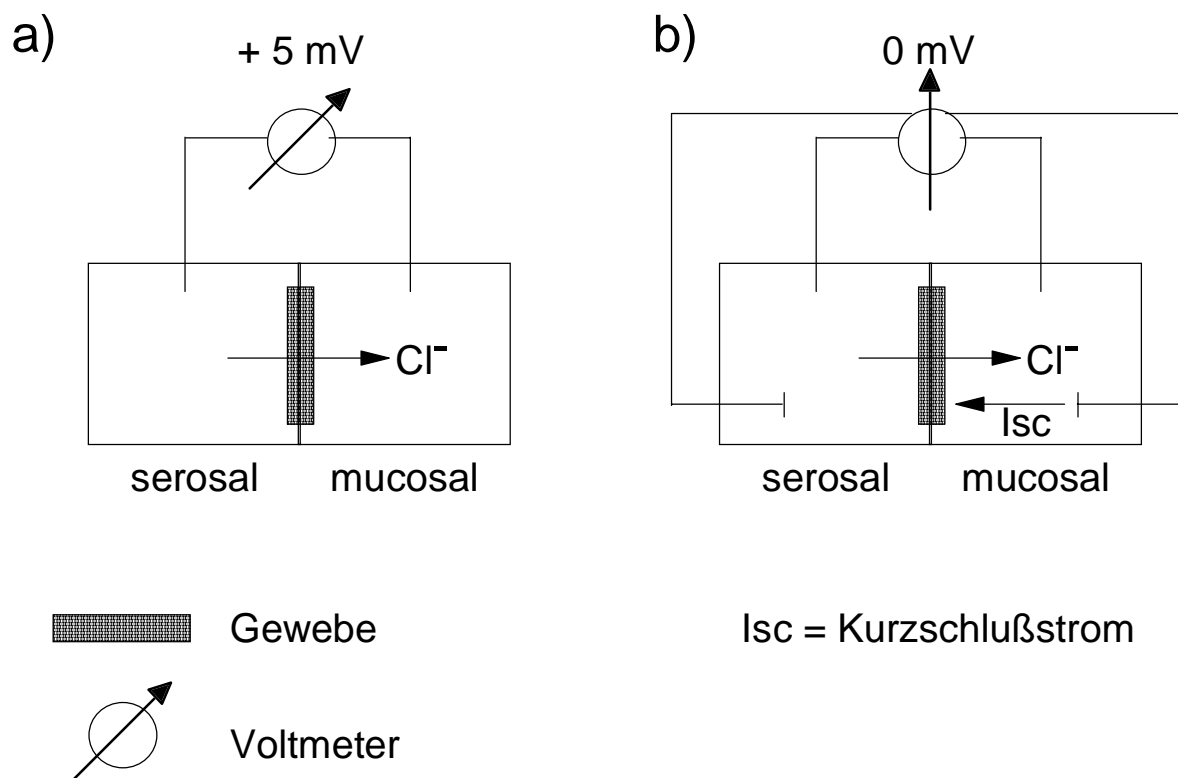 a)
+ 5 mV
Cl⁻
serosal mucosal
b)
0 mV
Cl⁻
Isc
serosal mucosal
Gewebe
Isc = Kurzschlußstrom
Voltmeter